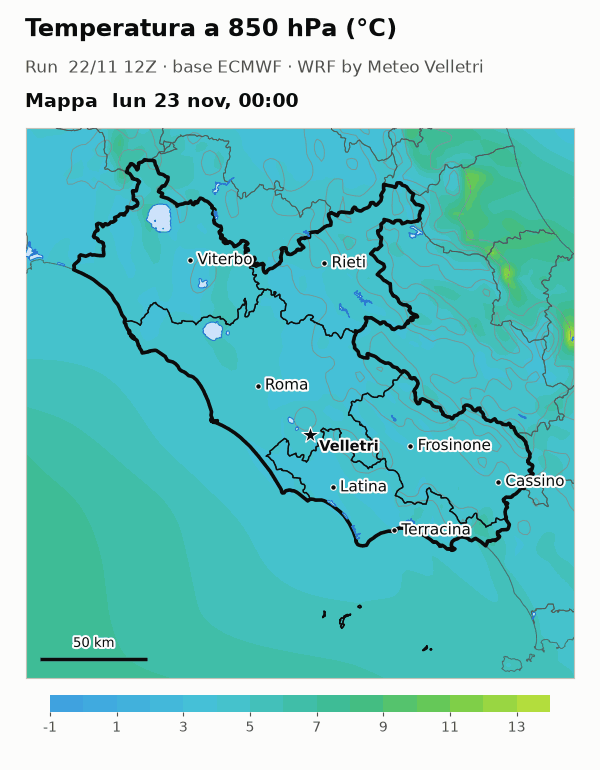 Temperatura a 850 hPa (°C)
Run  22/11 12Z · base ECMWF · WRF by Meteo Velletri
Mappa  lun 23 nov, 00:00
Viterbo
Rieti
Roma
Velletri
Frosinone
Cassino
Latina
Terracina
50 km
-1 1 3 5 7 9 11 13